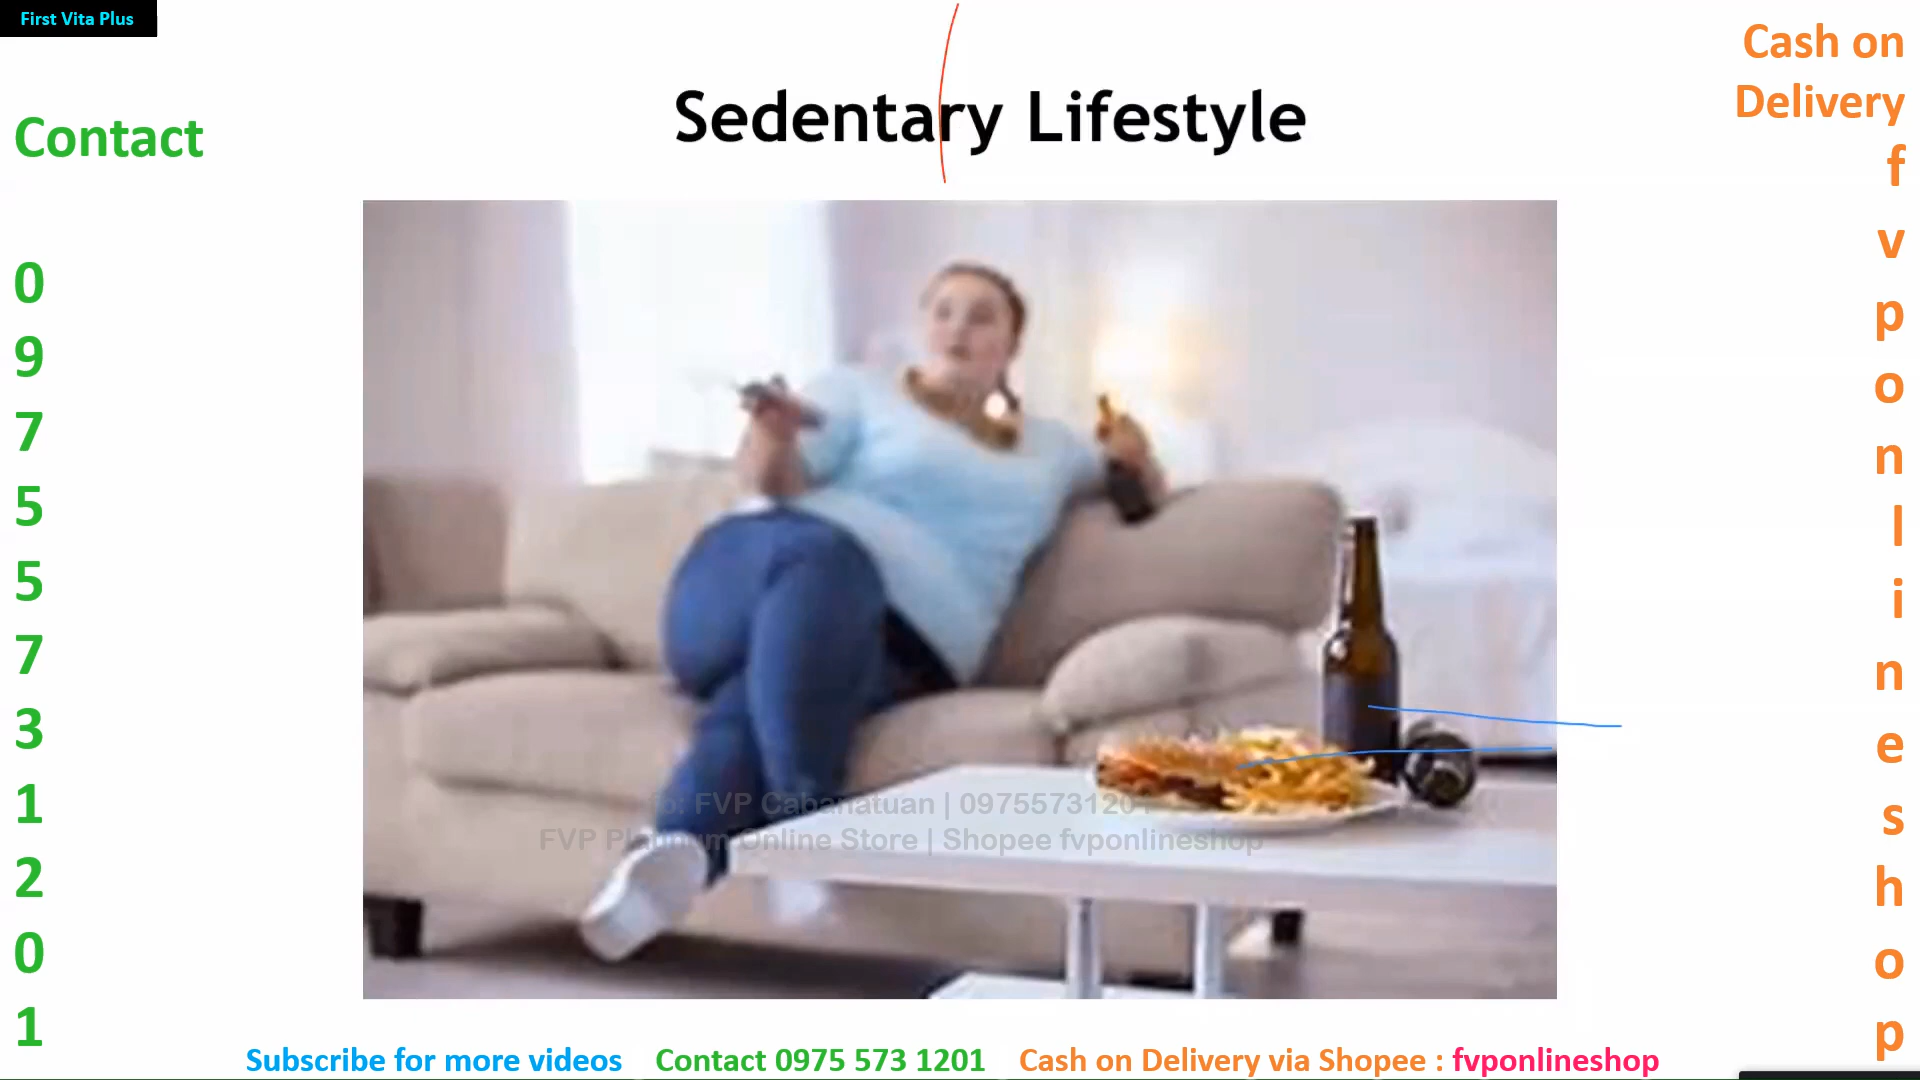 First Vita Plus
Contact
0
9
7
5
5
7
3
1
2
0
1
Sedentary Lifestyle
Cash on
Delivery
f
v
p
o
n
l
i
n
e
s
h
o
p
FVP Cabanatuan | 09755731201
FVP Platinum Online Store | Shopee fvponlineshop
Subscribe for more videos Contact 0975 573 1201 Cash on Delivery via Shopee : fvponlineshop